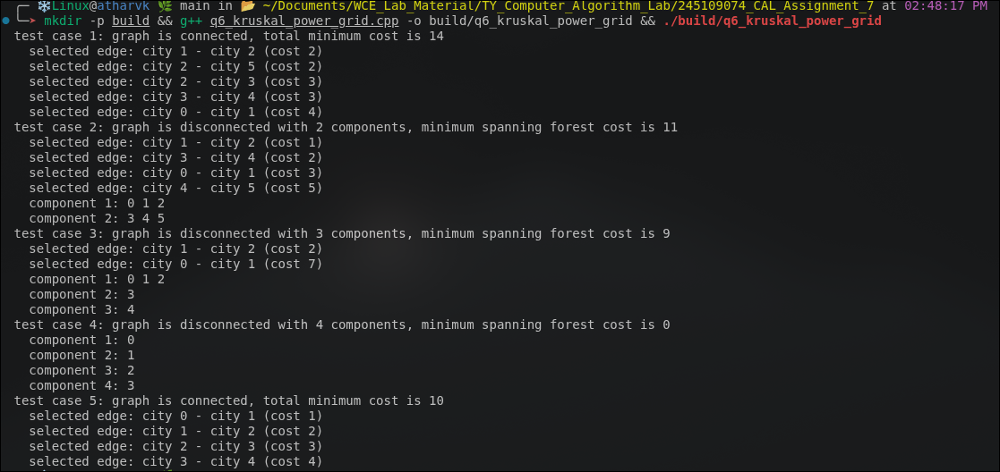 Linux@atharvk main in ~/Documents/WCE_Lab_Material/TY_Computer_Algorithm_Lab/245109074_CAL_Assignment_7 at 02:48:17 PM
mkdir -p build && g++ q6_kruskal_power_grid.cpp -o build/q6_kruskal_power_grid && ./build/q6_kruskal_power_grid
test case 1: graph is connected, total minimum cost is 14
selected edge: city 1 - city 2 (cost 2)
selected edge: city 2 - city 5 (cost 2)
selected edge: city 2 - city 3 (cost 3)
selected edge: city 3 - city 4 (cost 3)
selected edge: city 0 - city 1 (cost 4)
test case 2: graph is disconnected with 2 components, minimum spanning forest cost is 11
selected edge: city 1 - city 2 (cost 1)
selected edge: city 3 - city 4 (cost 2)
selected edge: city 0 - city 1 (cost 3)
selected edge: city 4 - city 5 (cost 5)
component 1: 0 1 2
component 2: 3 4 5
test case 3: graph is disconnected with 3 components, minimum spanning forest cost is 9
selected edge: city 1 - city 2 (cost 2)
selected edge: city 0 - city 1 (cost 7)
component 1: 0 1 2
component 2: 3
component 3: 4
test case 4: graph is disconnected with 4 components, minimum spanning forest cost is 0
component 1: 0
component 2: 1
component 3: 2
component 4: 3
test case 5: graph is connected, total minimum cost is 10
selected edge: city 0 - city 1 (cost 1)
selected edge: city 1 - city 2 (cost 2)
selected edge: city 2 - city 3 (cost 3)
selected edge: city 3 - city 4 (cost 4)